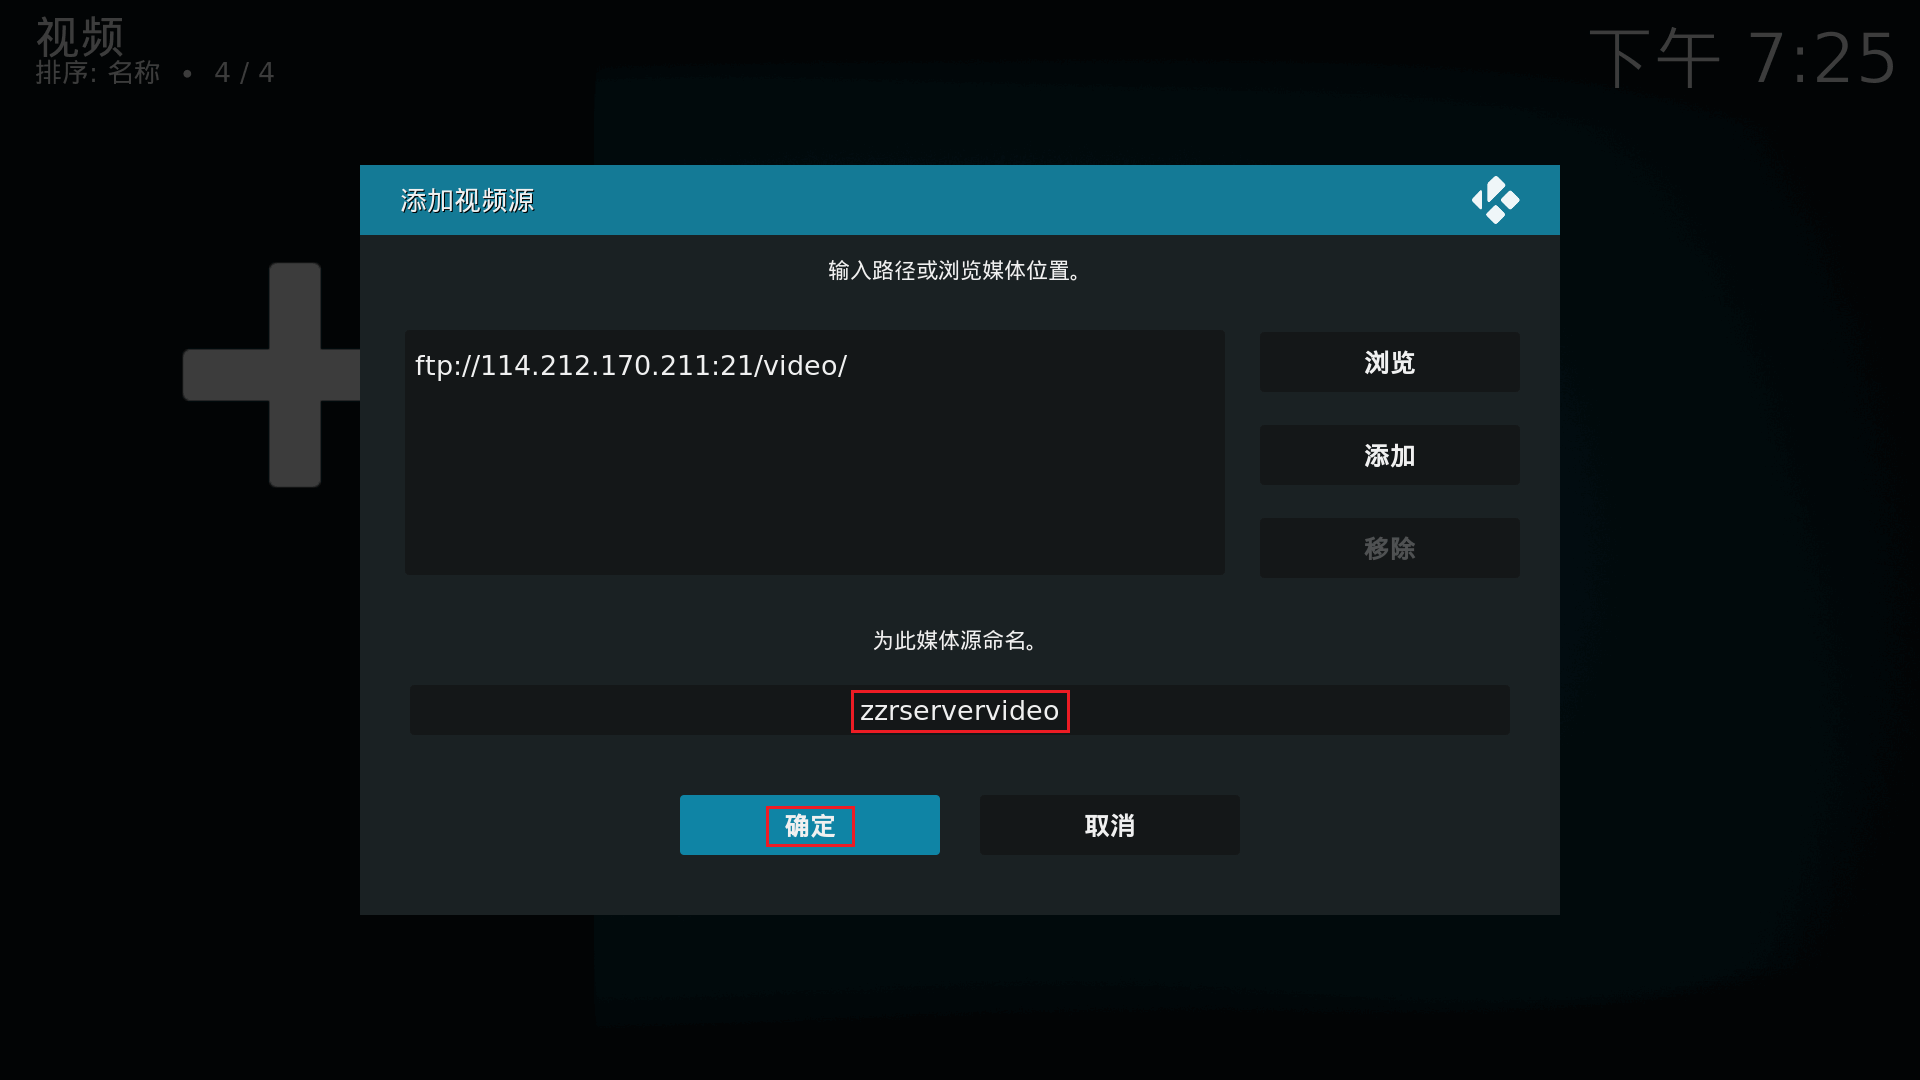 视频
排序: 名称 • 4 / 4
下午 7:25
添加视频源
输入路径或浏览媒体位置。
ftp://114.212.170.211:21/video/
浏览
添加
移除
为此媒体源命名。
zzrservervideo
确定
取消